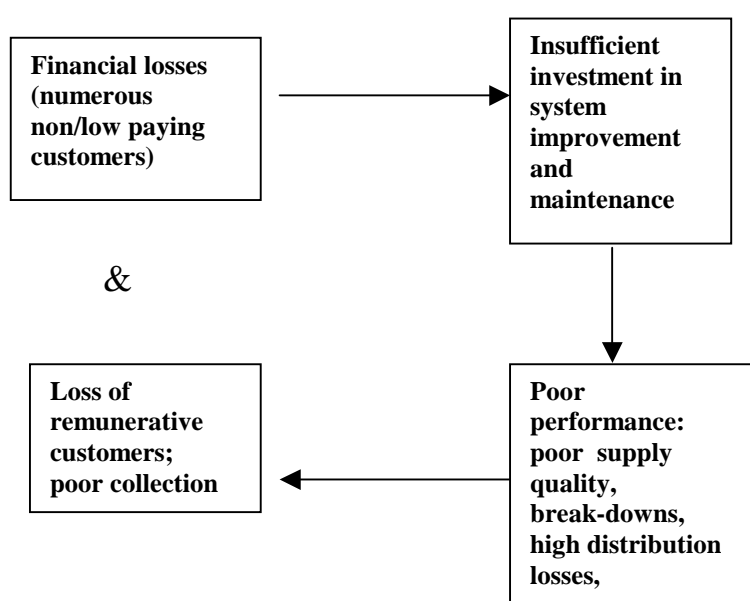 Financial losses
(numerous
non/low paying
customers)
Insufficient
investment in
system
improvement
and
maintenance
&
Loss of
remunerative
customers;
poor collection
Poor
performance:
poor supply
quality,
break-downs,
high distribution
losses,